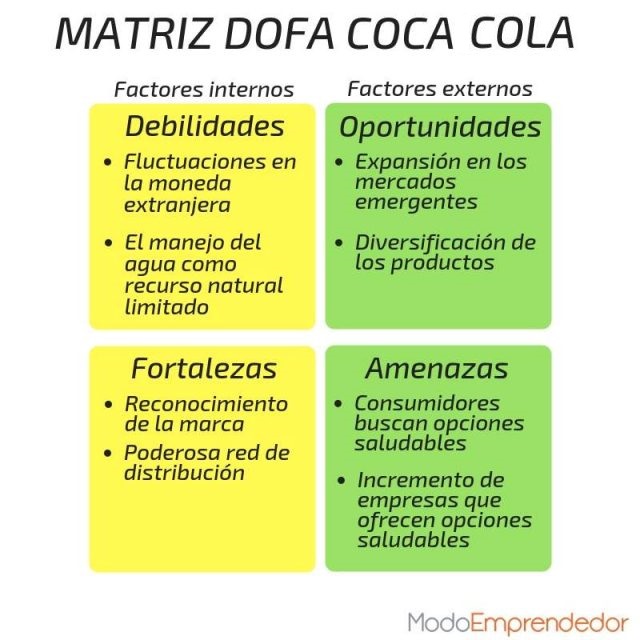 MATRIZ DOFA COCA COLA
Factores internos
Factores externos
Debilidades
• Fluctuaciones en
la moneda
extranjera
• El manejo del
agua como
recurso natural
limitado
Oportunidades
• Expansión en los
mercados
emergentes
• Diversificación de
los productos
Fortalezas
• Reconocimiento
de la marca
• Poderosa red de
distribución
Amenazas
• Consumidores
buscan opciones
saludables
• Incremento de
empresas que
ofrecen opciones
saludables
ModoEmprendedor